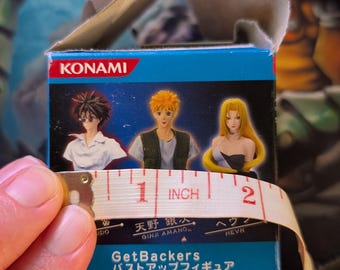 KONAMI
1 INCH 2
天野 銀次 ヘヴン
GINJI AMANO HEVN
GetBackers
バストアップフィギュア